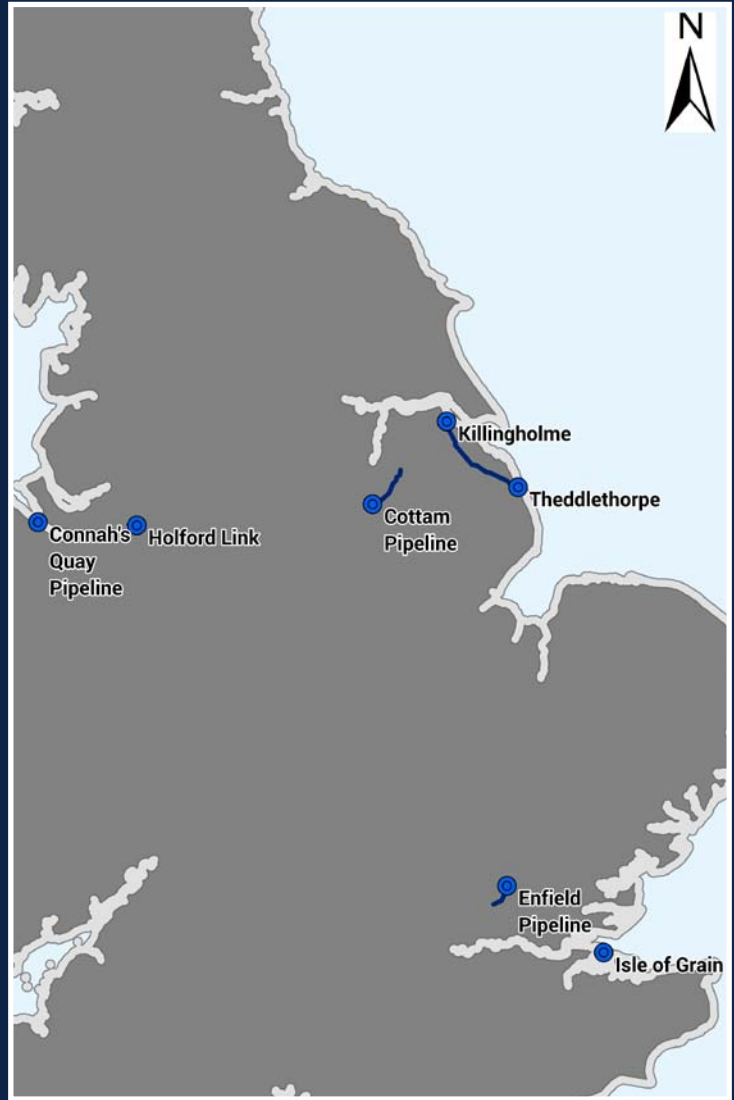 N
Killingholme
Theddlethorpe
Cottam
Pipeline
Connah's
Quay
Pipeline
Holford Link
Enfield
Pipeline
Isle of Grain